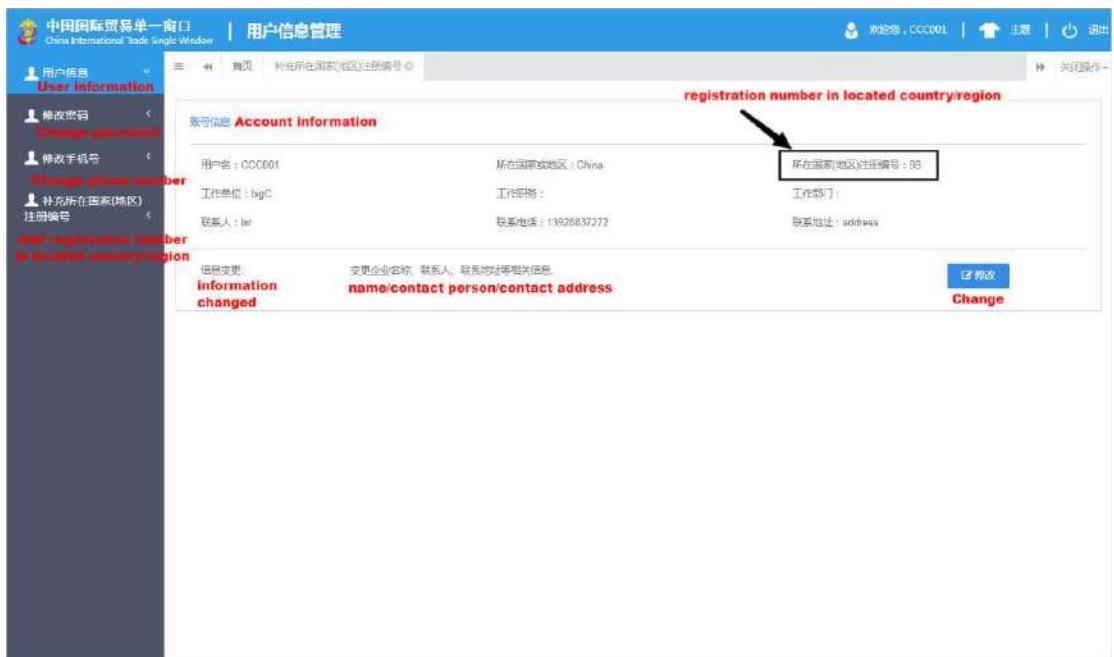 中国国际贸易单一窗口
China International Trade Single Window
用户信息管理
欢迎您，CCC001
主题
退出
用户信息
User information
首页
补充所在国家(地区)注册编号
关闭操作
修改密码
Change password
修改手机号
Change phone number
补充所在国家(地区)
注册编号
Add registration number
in located country/region
registration number in located country/region
账号信息 Account information
用户名：CCC001
所在国家或地区：China
所在国家(地区)注册编号：
工作单位：bigC
工作职务：
工作部门：
联系人：
联系电话：13928837272
联系地址：address
信息变更:
变更企业名称、联系人、联系地址等相关信息.
修改
information
changed
name/contact person/contact address
Change